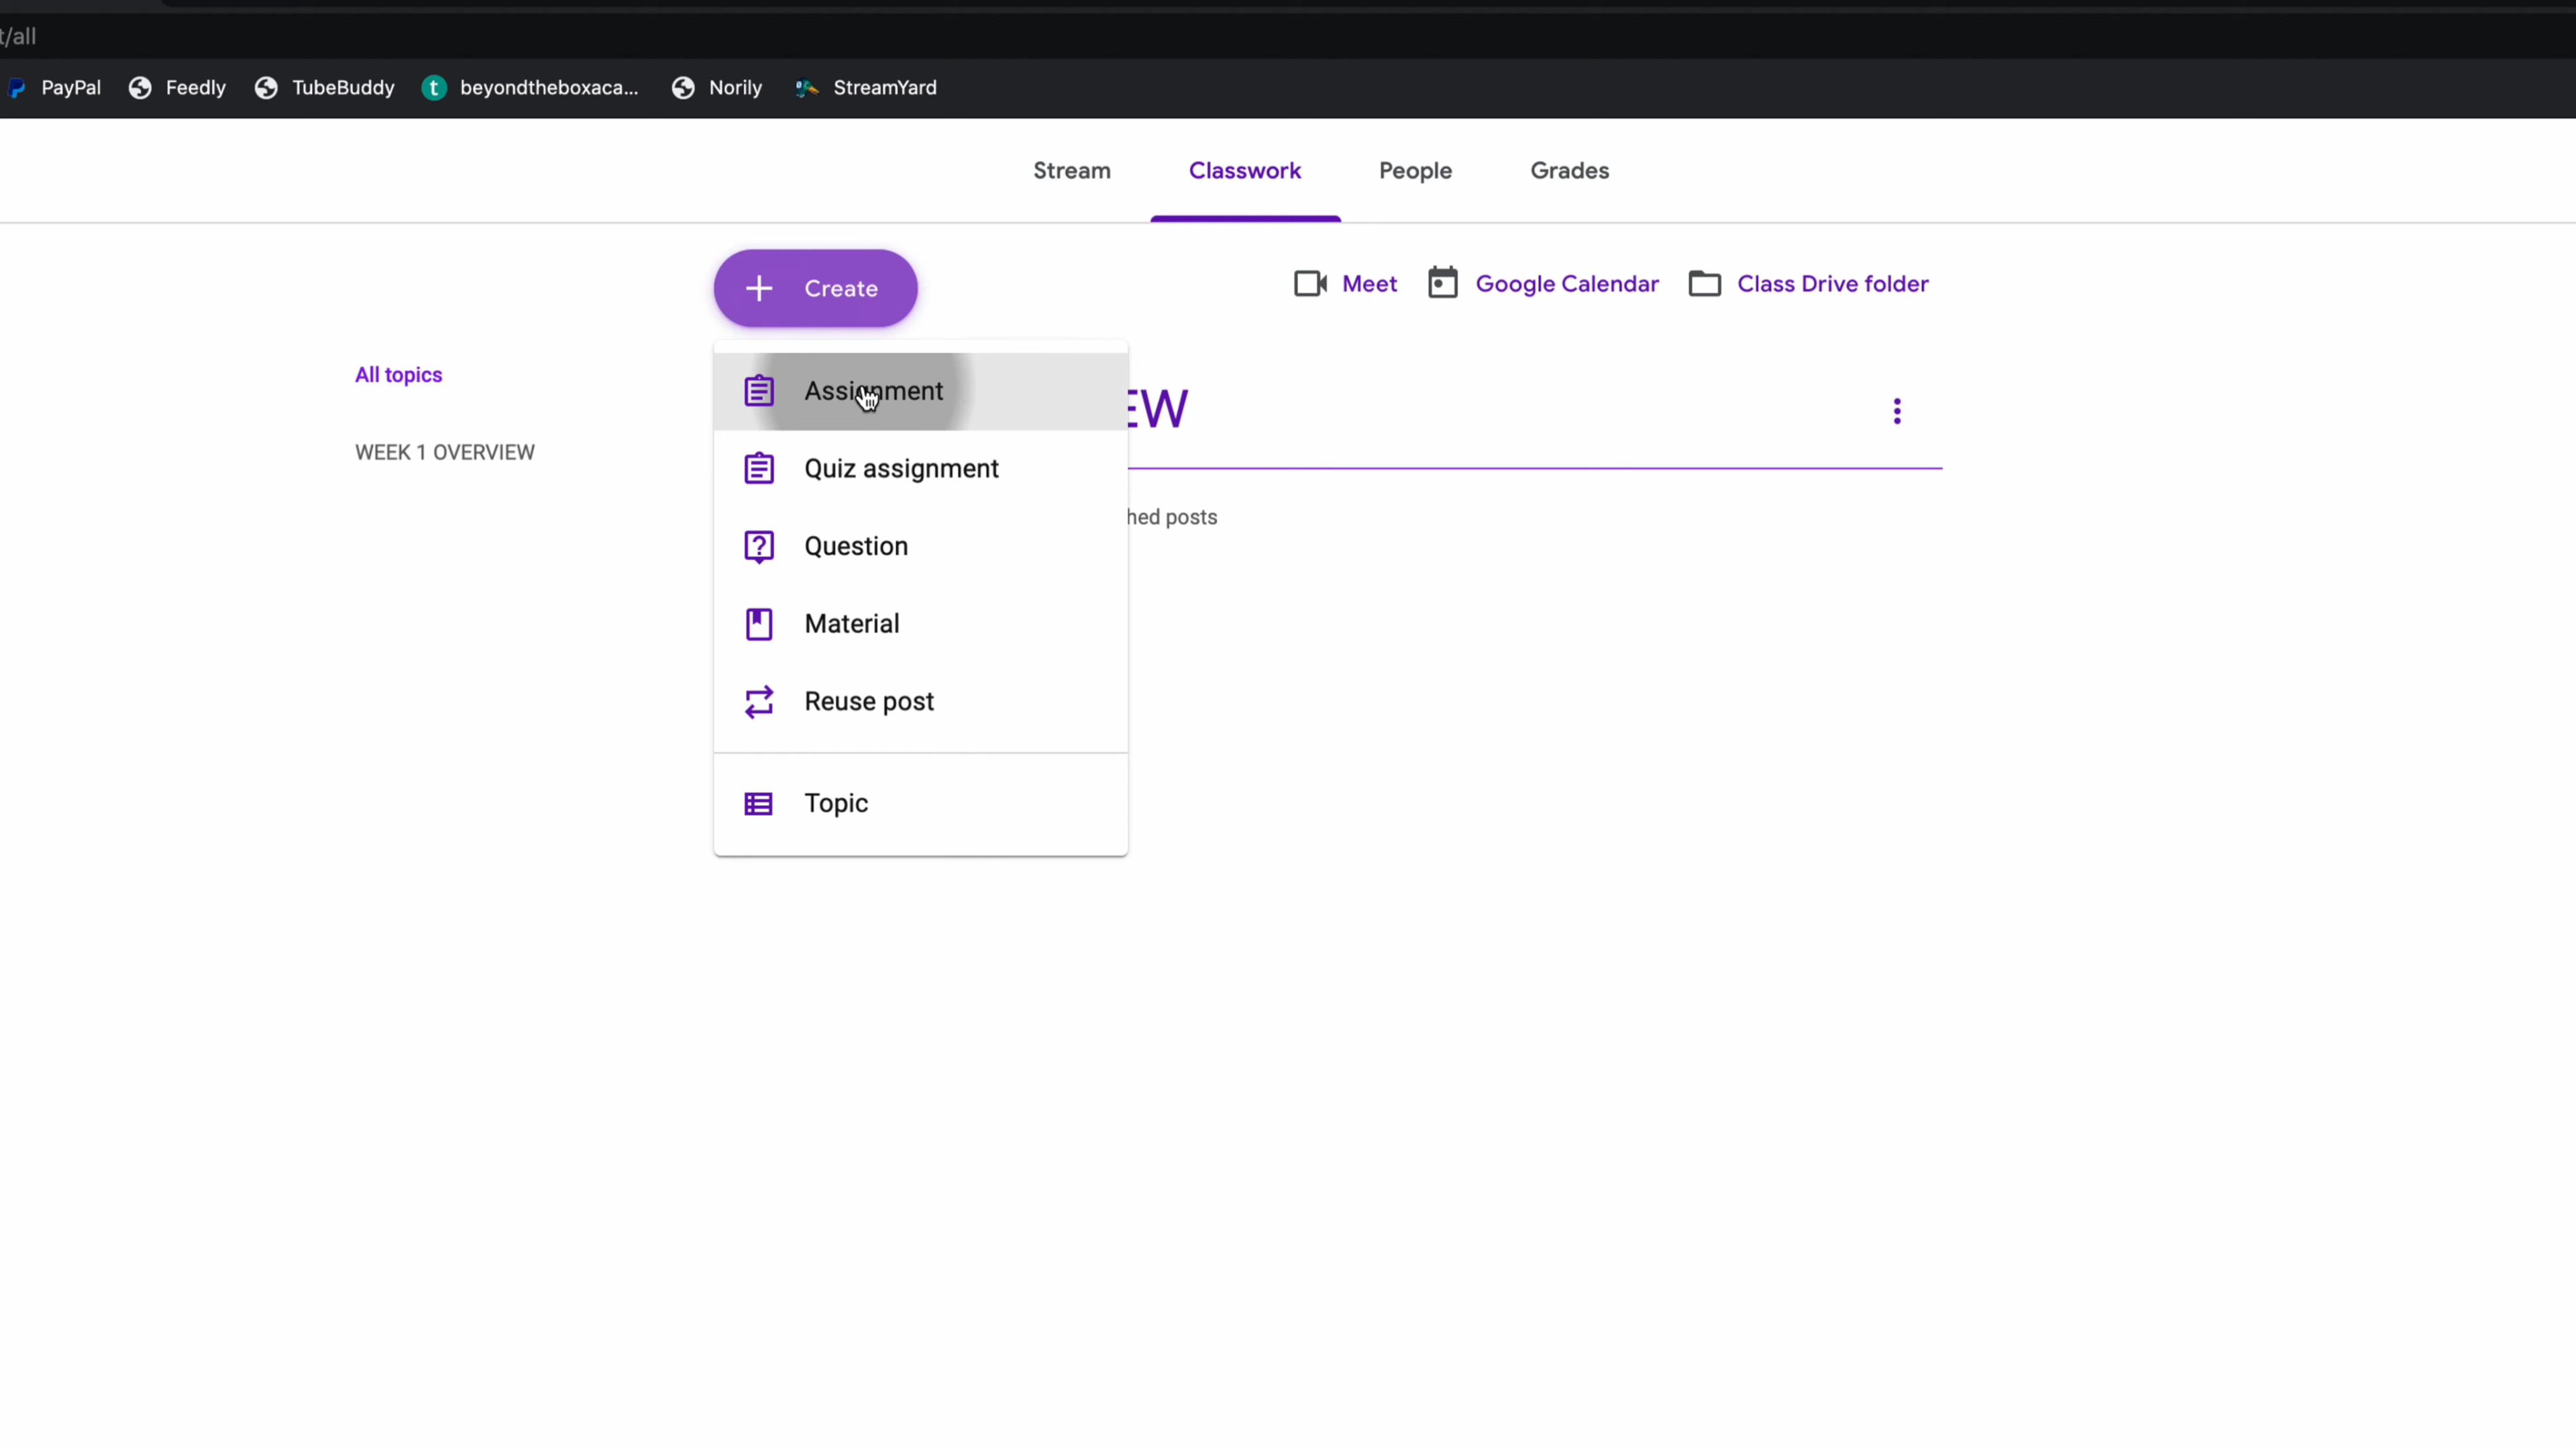 t/all
PayPal Feedly TubeBuddy t beyondtheboxaca... Norily StreamYard
Stream Classwork People Grades
Create
Meet Google Calendar Class Drive folder
All topics
WEEK 1 OVERVIEW
EW
hed posts
Assignment
Quiz assignment
Question
Material
Reuse post
Topic